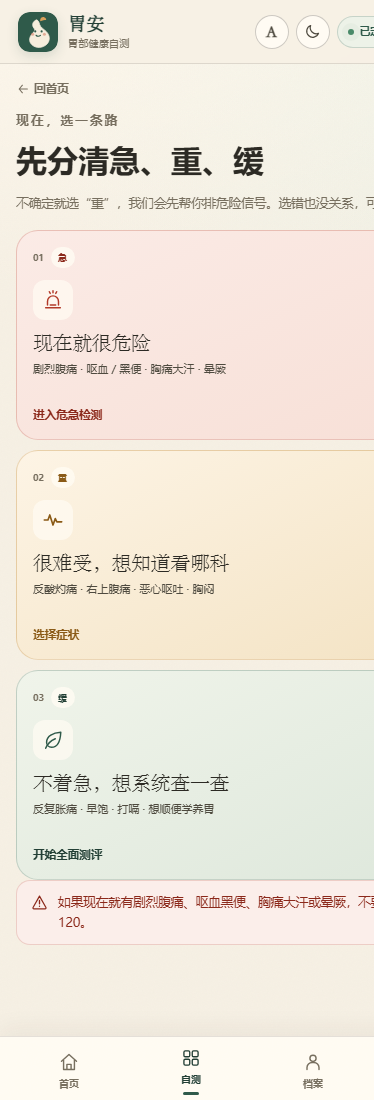 胃安
胃部健康自测
A
已
← 回首页
现在，选一条路
先分清急、重、缓
不确定就选“重”，我们会先帮你排危险信号。选错也没关系，
01 急
现在就很危险
剧烈腹痛 · 呕血 / 黑便 · 胸痛大汗 · 晕厥
进入危急检测
02 重
很难受，想知道看哪科
反酸灼痛 · 右上腹痛 · 恶心呕吐 · 胸闷
选择症状
03 缓
不着急，想系统查一查
反复胀痛 · 早饱 · 打嗝 · 想顺便学养胃
开始全面测评
如果现在就有剧烈腹痛、呕血黑便、胸痛大汗或晕厥，不
120。
首页
自测
档案